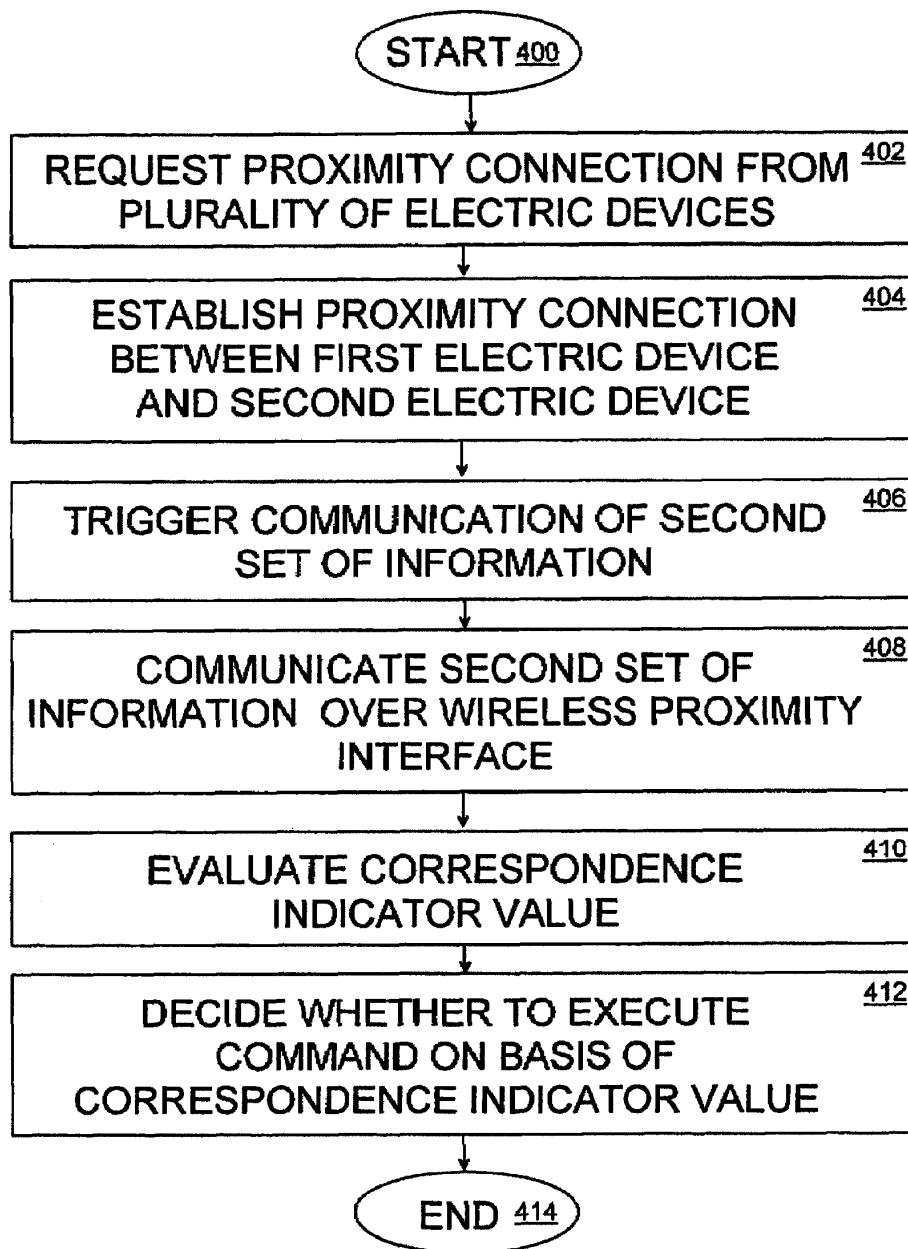 START 400
REQUEST PROXIMITY CONNECTION FROM 402
PLURALITY OF ELECTRIC DEVICES
ESTABLISH PROXIMITY CONNECTION 404
BETWEEN FIRST ELECTRIC DEVICE
AND SECOND ELECTRIC DEVICE
TRIGGER COMMUNICATION OF SECOND 406
SET OF INFORMATION
COMMUNICATE SECOND SET OF 408
INFORMATION OVER WIRELESS PROXIMITY
INTERFACE
EVALUATE CORRESPONDENCE 410
INDICATOR VALUE
DECIDE WHETHER TO EXECUTE 412
COMMAND ON BASIS OF
CORRESPONDENCE INDICATOR VALUE
END 414